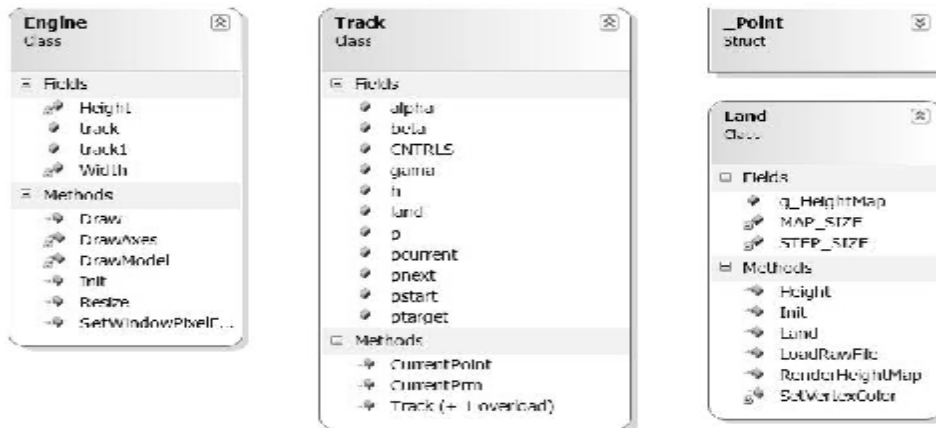 Engine
Class
Fields
Height
track
track1
Width
Methods
Draw
DrawAxes
DrawModel
Init
Resize
SetWindowPixelF...
Track
Class
Fields
alpha
beta
CNTRLS
gama
h
land
p
pcurrent
pnext
pstart
ptarget
Methods
CurrentPoint
CurrentPrm
Track (+ 1 overload)
_Point
Struct
Land
Class
Fields
g_HeightMap
MAP_SIZE
STEP_SIZE
Methods
Height
Init
Land
LoadRawFile
RenderHeightMap
SetVertexColor